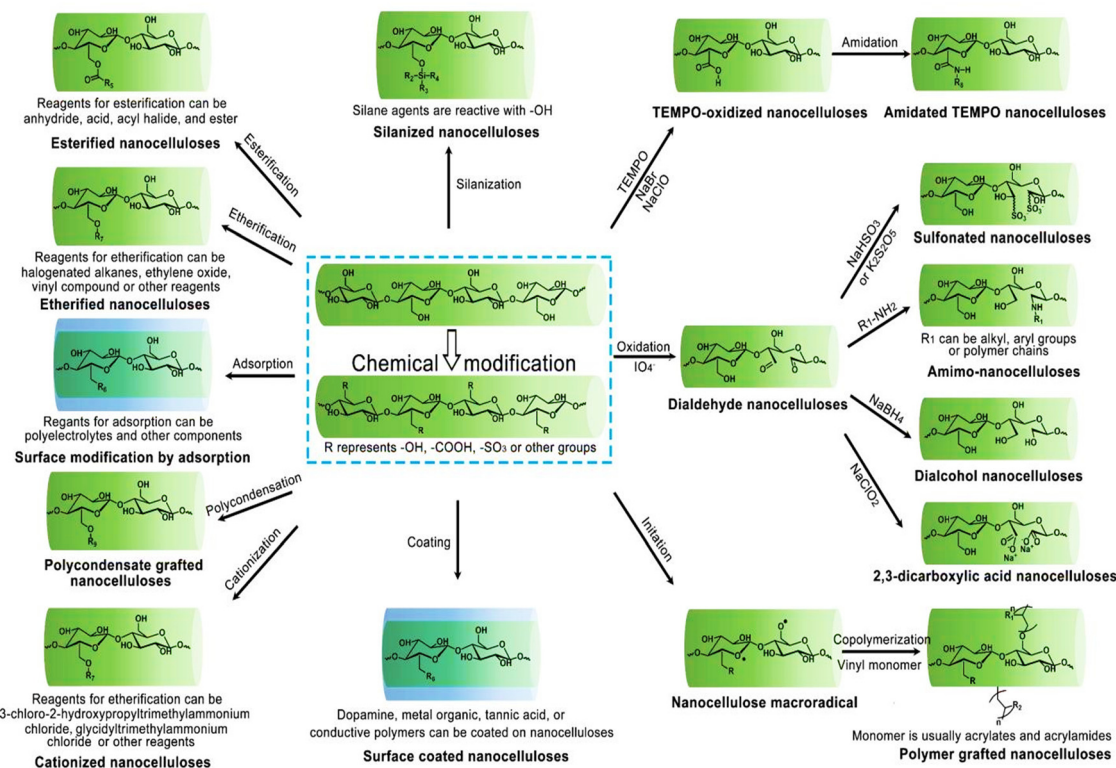 Reagents for esterification can be
anhydride, acid, acyl halide, and ester
Esterified nanocelluloses
Silane agents are reactive with -OH
Silanized nanocelluloses
TEMPO-oxidized nanocelluloses
Amidation
Amidated TEMPO nanocelluloses
Esterification
Silanization
TEMPO
NaBr
NaClO
Etherification
Reagents for etherification can be
halogenated alkanes, ethylene oxide,
vinyl compound or other reagents
Etherified nanocelluloses
NaHSO3
or K2S2O5
Sulfonated nanocelluloses
Chemical modification
R represents -OH, -COOH, -SO3 or other groups
Oxidation
IO4-
Dialdehyde nanocelluloses
R1-NH2
R1 can be alkyl, aryl groups
or polymer chains
Amimo-nanocelluloses
Adsorption
Regants for adsorption can be
polyelectrolytes and other components
Surface modification by adsorption
NaBH4
Dialcohol nanocelluloses
NaClO2
2,3-dicarboxylic acid nanocelluloses
Polycondensation
Polycondensate grafted
nanocelluloses
Cationization
Reagents for etherification can be
3-chloro-2-hydroxypropyltrimethylammonium
chloride, glycidyltrimethylammonium
chloride or other reagents
Cationized nanocelluloses
Coating
Dopamine, metal organic, tannic acid, or
conductive polymers can be coated on nanocelluloses
Surface coated nanocelluloses
Initation
Nanocellulose macroradical
Copolymerization
Vinyl monomer
Monomer is usually acrylates and acrylamides
Polymer grafted nanocelluloses